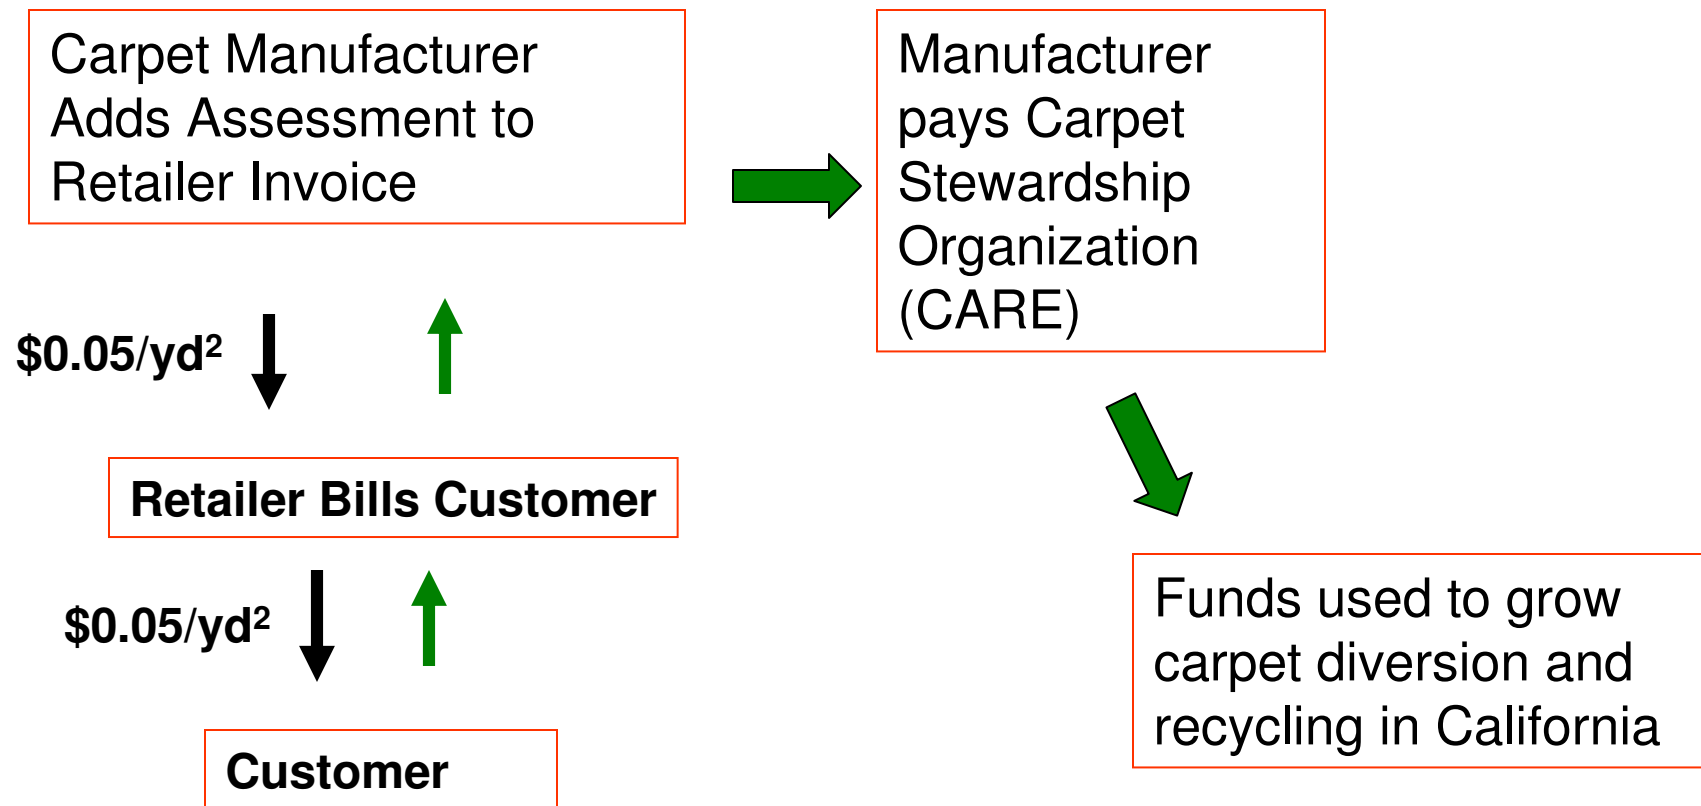 Carpet Manufacturer
Adds Assessment to
Retailer Invoice
Manufacturer
pays Carpet
Stewardship
Organization
(CARE)
$0.05/yd²
Retailer Bills Customer
$0.05/yd²
Customer
Funds used to grow
carpet diversion and
recycling in California